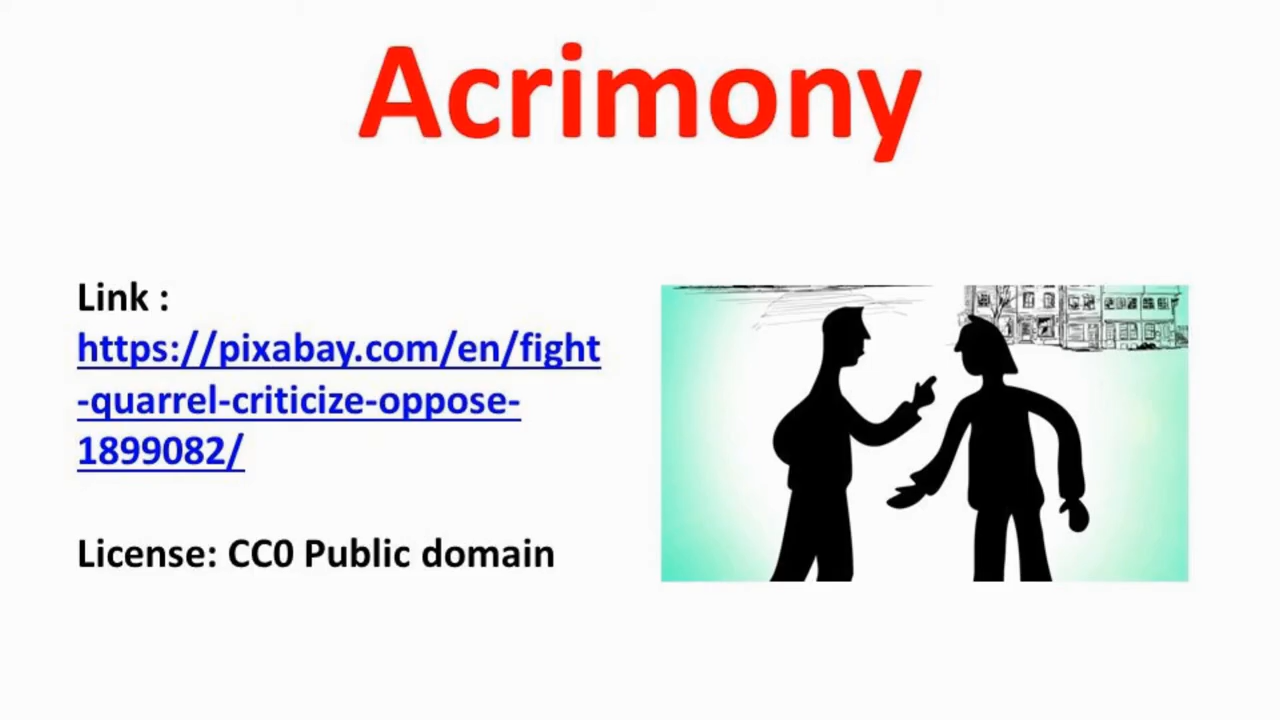 Acrimony
Link :
https://pixabay.com/en/fight
-quarrel-criticize-oppose-
1899082/
License: CC0 Public domain